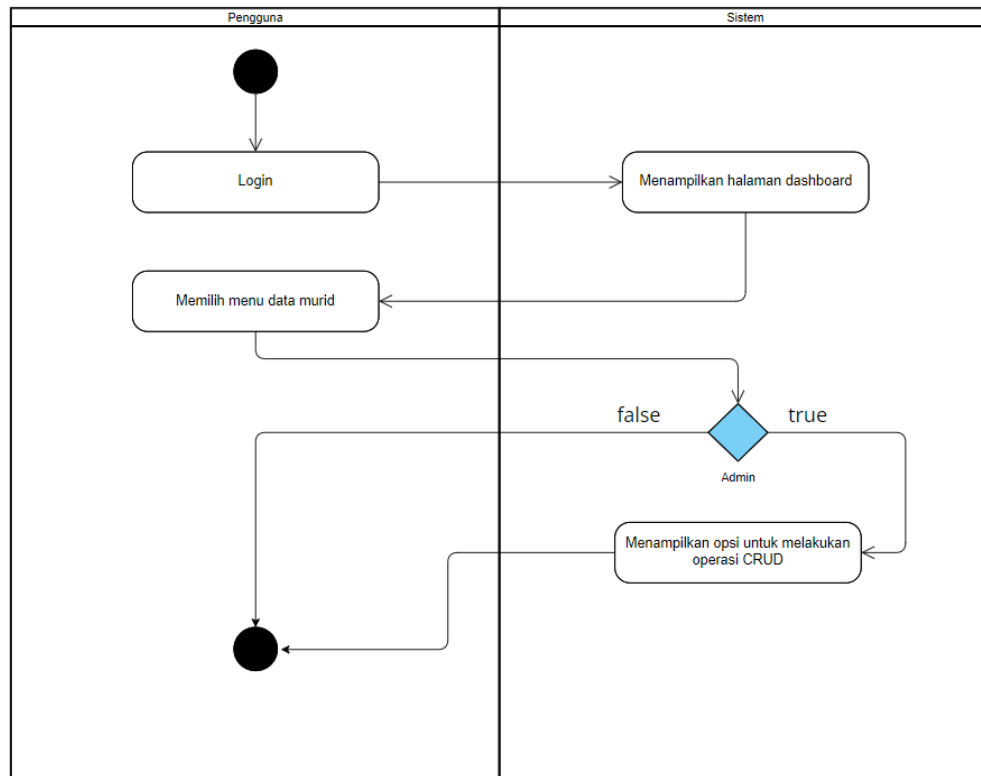 Pengguna
Sistem
Login
Menampilkan halaman dashboard
Memilih menu data murid
false
true
Admin
Menampilkan opsi untuk melakukan
operasi CRUD